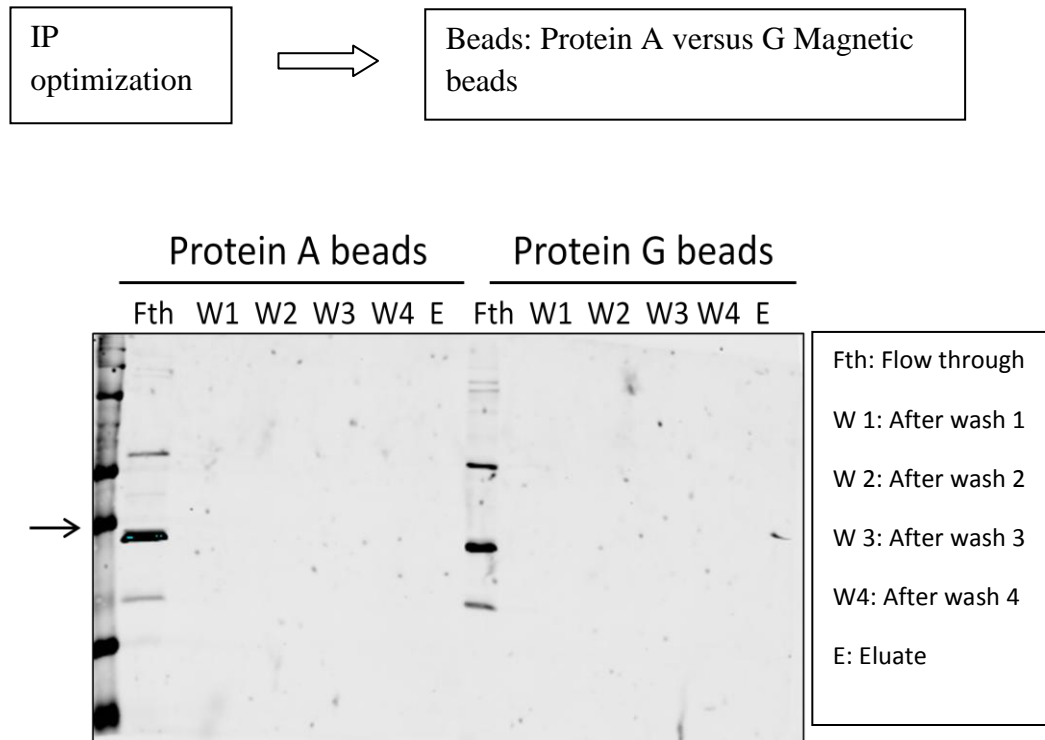 IP
optimization
Beads: Protein A versus G Magnetic
beads
Protein A beads
Protein G beads
Fth W1 W2 W3 W4 E Fth W1 W2 W3 W4 E
Fth: Flow through
W 1: After wash 1
W 2: After wash 2
W 3: After wash 3
W4: After wash 4
E: Eluate